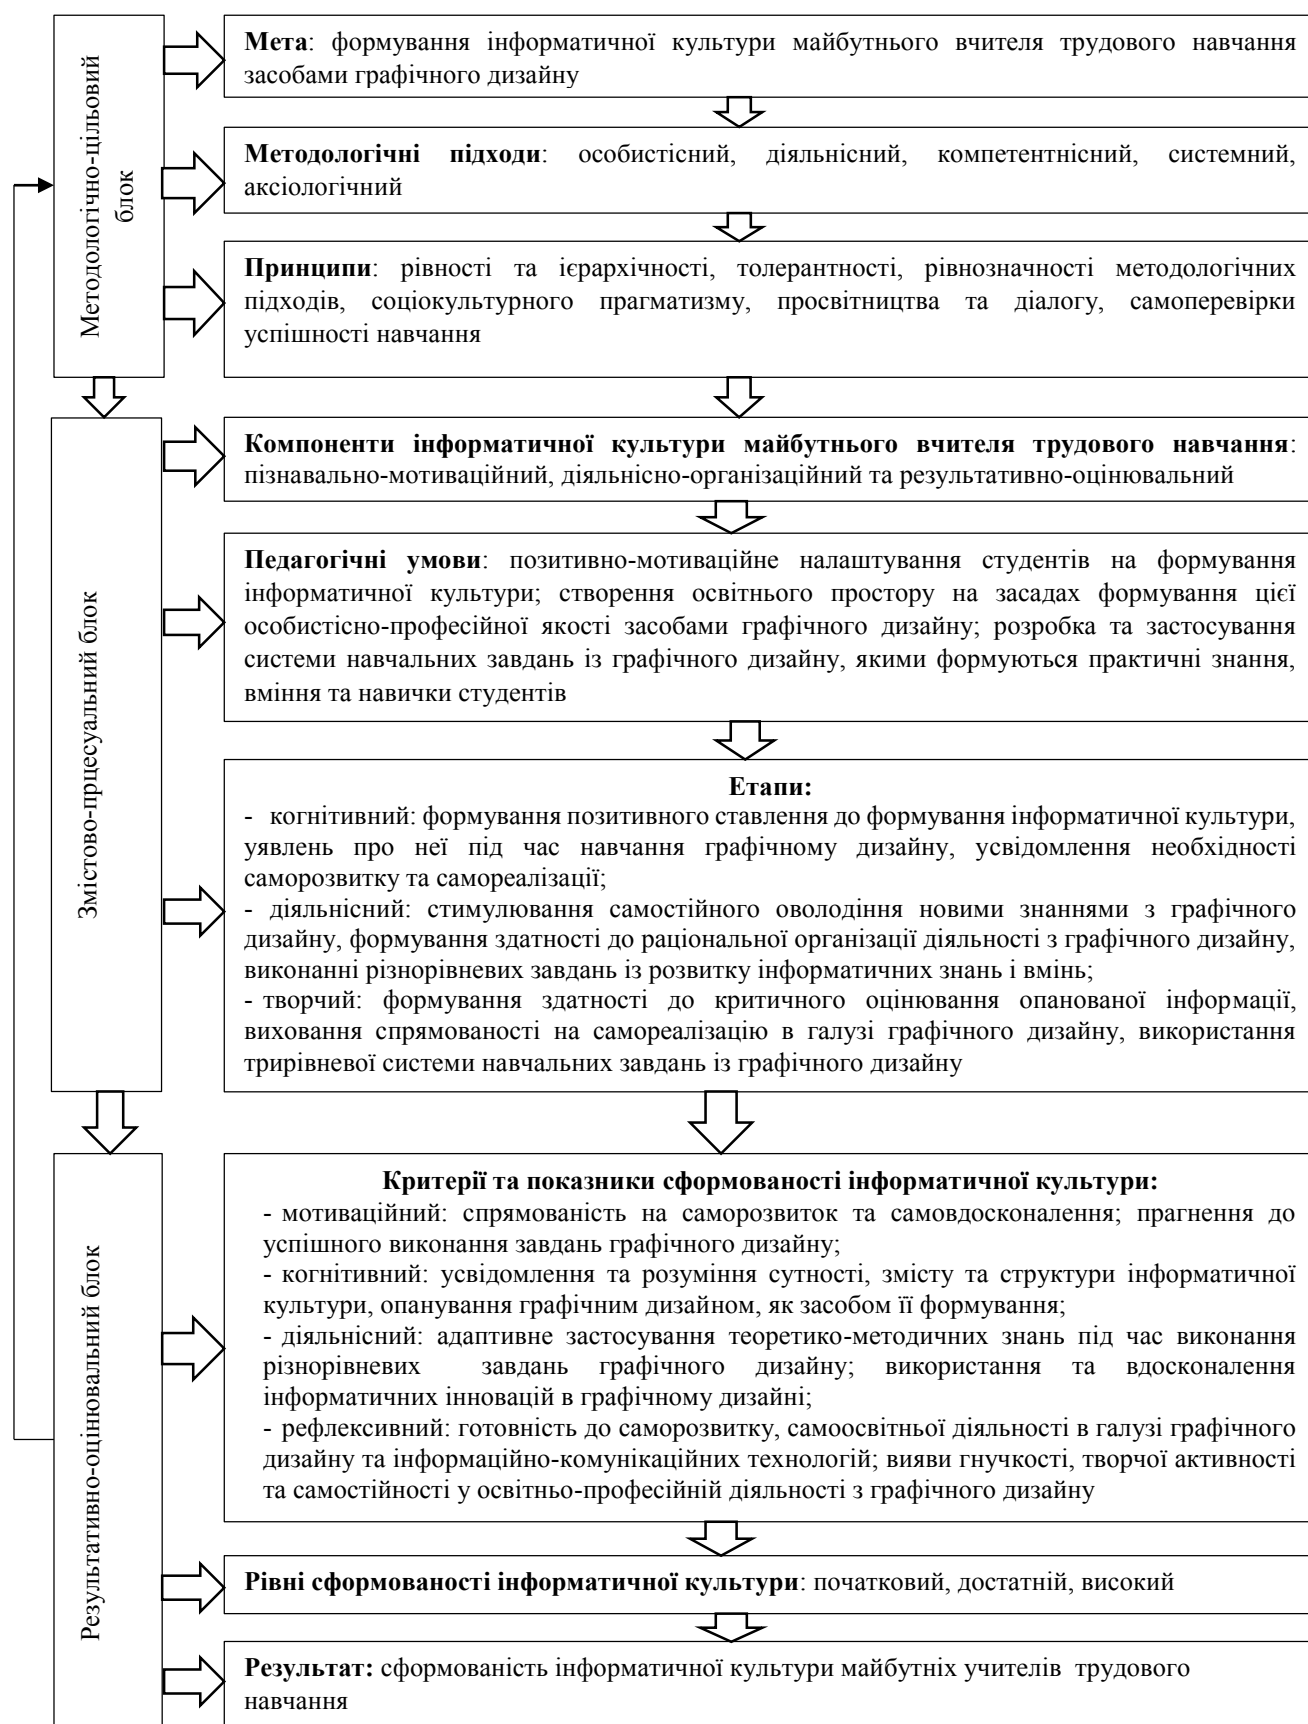 Методологічно-цільовий
блок
Мета: формування інформатичної культури майбутнього вчителя трудового навчання
засобами графічного дизайну
Методологічні підходи: особистісний, діяльнісний, компетентнісний, системний,
аксіологічний
Принципи: рівності та ієрархічності, толерантності, рівнозначності методологічних
підходів, соціокультурного прагматизму, просвітництва та діалогу, самоперевірки
успішності навчання
Змістово-прцесуальний блок
Компоненти інформатичної культури майбутнього вчителя трудового навчання:
пізнавально-мотиваційний, діяльнісно-організаційний та результативно-оцінювальний
Педагогічні умови: позитивно-мотиваційне налаштування студентів на формування
інформатичної культури; створення освітнього простору на засадах формування цієї
особистісно-професійної якості засобами графічного дизайну; розробка та застосування
системи навчальних завдань із графічного дизайну, якими формуються практичні знання,
вміння та навички студентів
Етапи:
- когнітивний: формування позитивного ставлення до формування інформатичної культури,
уявлень про неї під час навчання графічному дизайну, усвідомлення необхідності
саморозвитку та самореалізації;
- діяльнісний: стимулювання самостійного оволодіння новими знаннями з графічного
дизайну, формування здатності до раціональної організації діяльності з графічного дизайну,
виконанні різнорівневих завдань із розвитку інформатичних знань і вмінь;
- творчий: формування здатності до критичного оцінювання опанованої інформації,
виховання спрямованості на самореалізацію в галузі графічного дизайну, використання
трирівневої системи навчальних завдань із графічного дизайну
Результативно-оцінювальний блок
Критерії та показники сформованості інформатичної культури:
- мотиваційний: спрямованість на саморозвиток та самовдосконалення; прагнення до
успішного виконання завдань графічного дизайну;
- когнітивний: усвідомлення та розуміння сутності, змісту та структури інформатичної
культури, опанування графічним дизайном, як засобом її формування;
- діяльнісний: адаптивне застосування теоретико-методичних знань під час виконання
різнорівневих завдань графічного дизайну; використання та вдосконалення
інформатичних інновацій в графічному дизайні;
- рефлексивний: готовність до саморозвитку, самоосвітньої діяльності в галузі графічного
дизайну та інформаційно-комунікаційних технологій; вияви гнучкості, творчої активності
та самостійності у освітньо-професійній діяльності з графічного дизайну
Рівні сформованості інформатичної культури: початковий, достатній, високий
Результат: сформованість інформатичної культури майбутніх учителів трудового
навчання